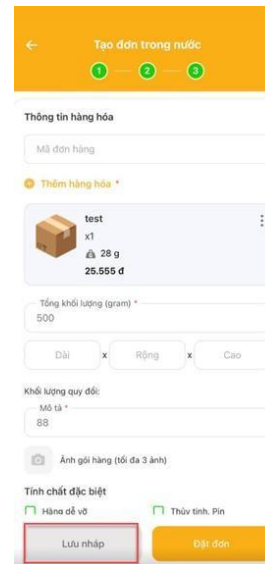 Tạo đơn trong nước
1 2 3
Thông tin hàng hóa
Mã đơn hàng
Thêm hàng hóa *
test
x1
28 g
25.555 đ
Tổng khối lượng (gram) *
500
Dài x Rộng x Cao
Khối lượng quy đổi:
Mô tả *
88
Ảnh gói hàng (tối đa 3 ảnh)
Tính chất đặc biệt
Hàng dễ vỡ Thủy tinh, Pin
Lưu nháp Đặt đơn